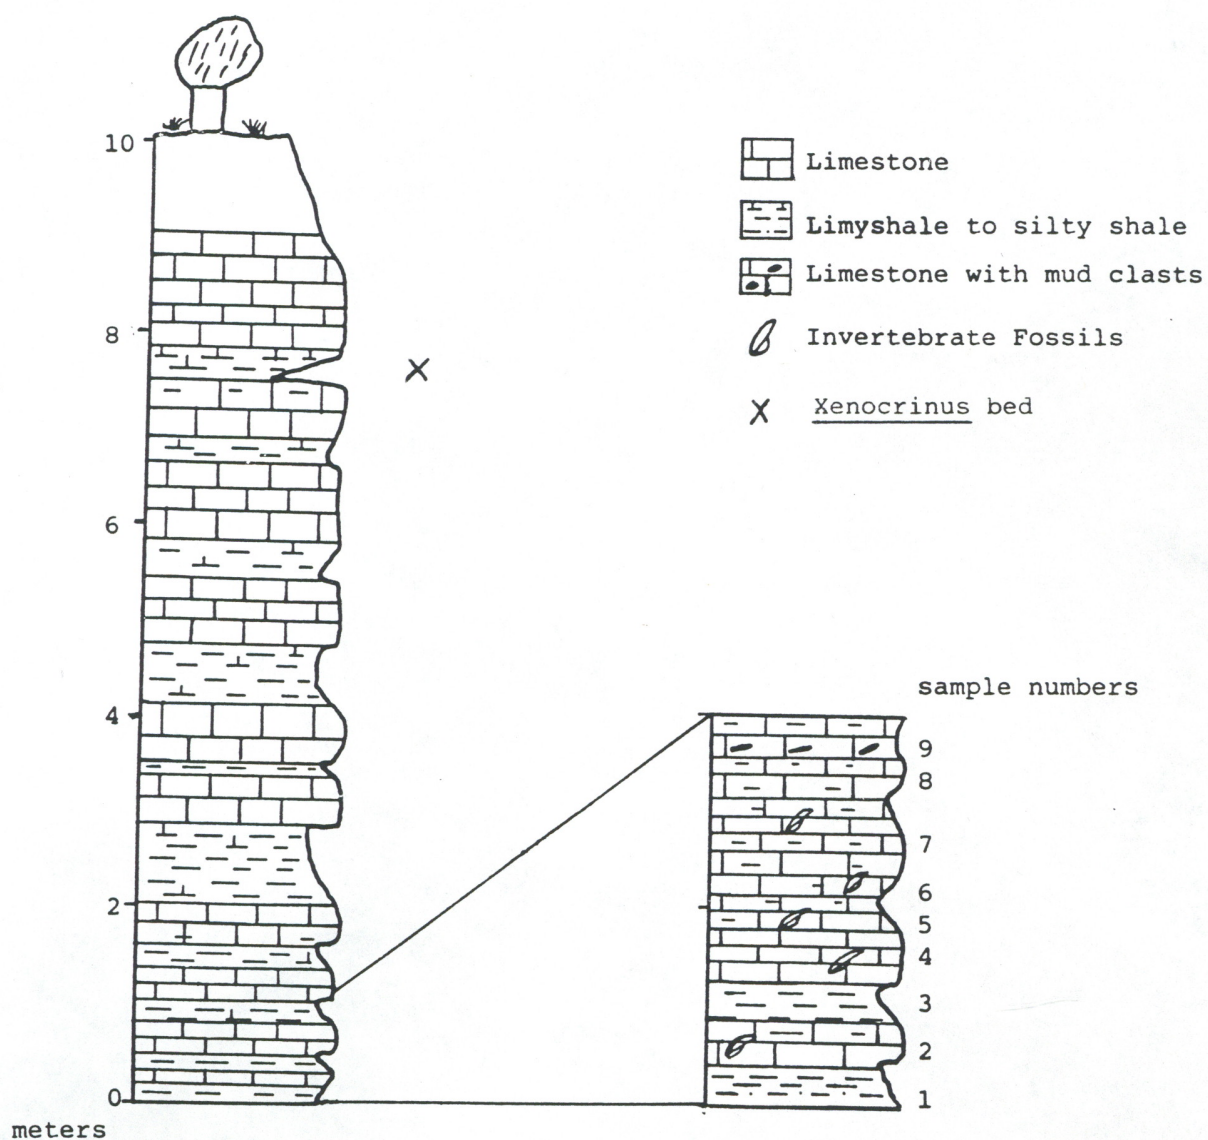 10
8
6
4
2
0
meters
Limestone
Limyshale to silty shale
Limestone with mud clasts
Invertebrate Fossils
X Xenocrinus bed
X
sample numbers
9
8
7
6
5
4
3
2
1